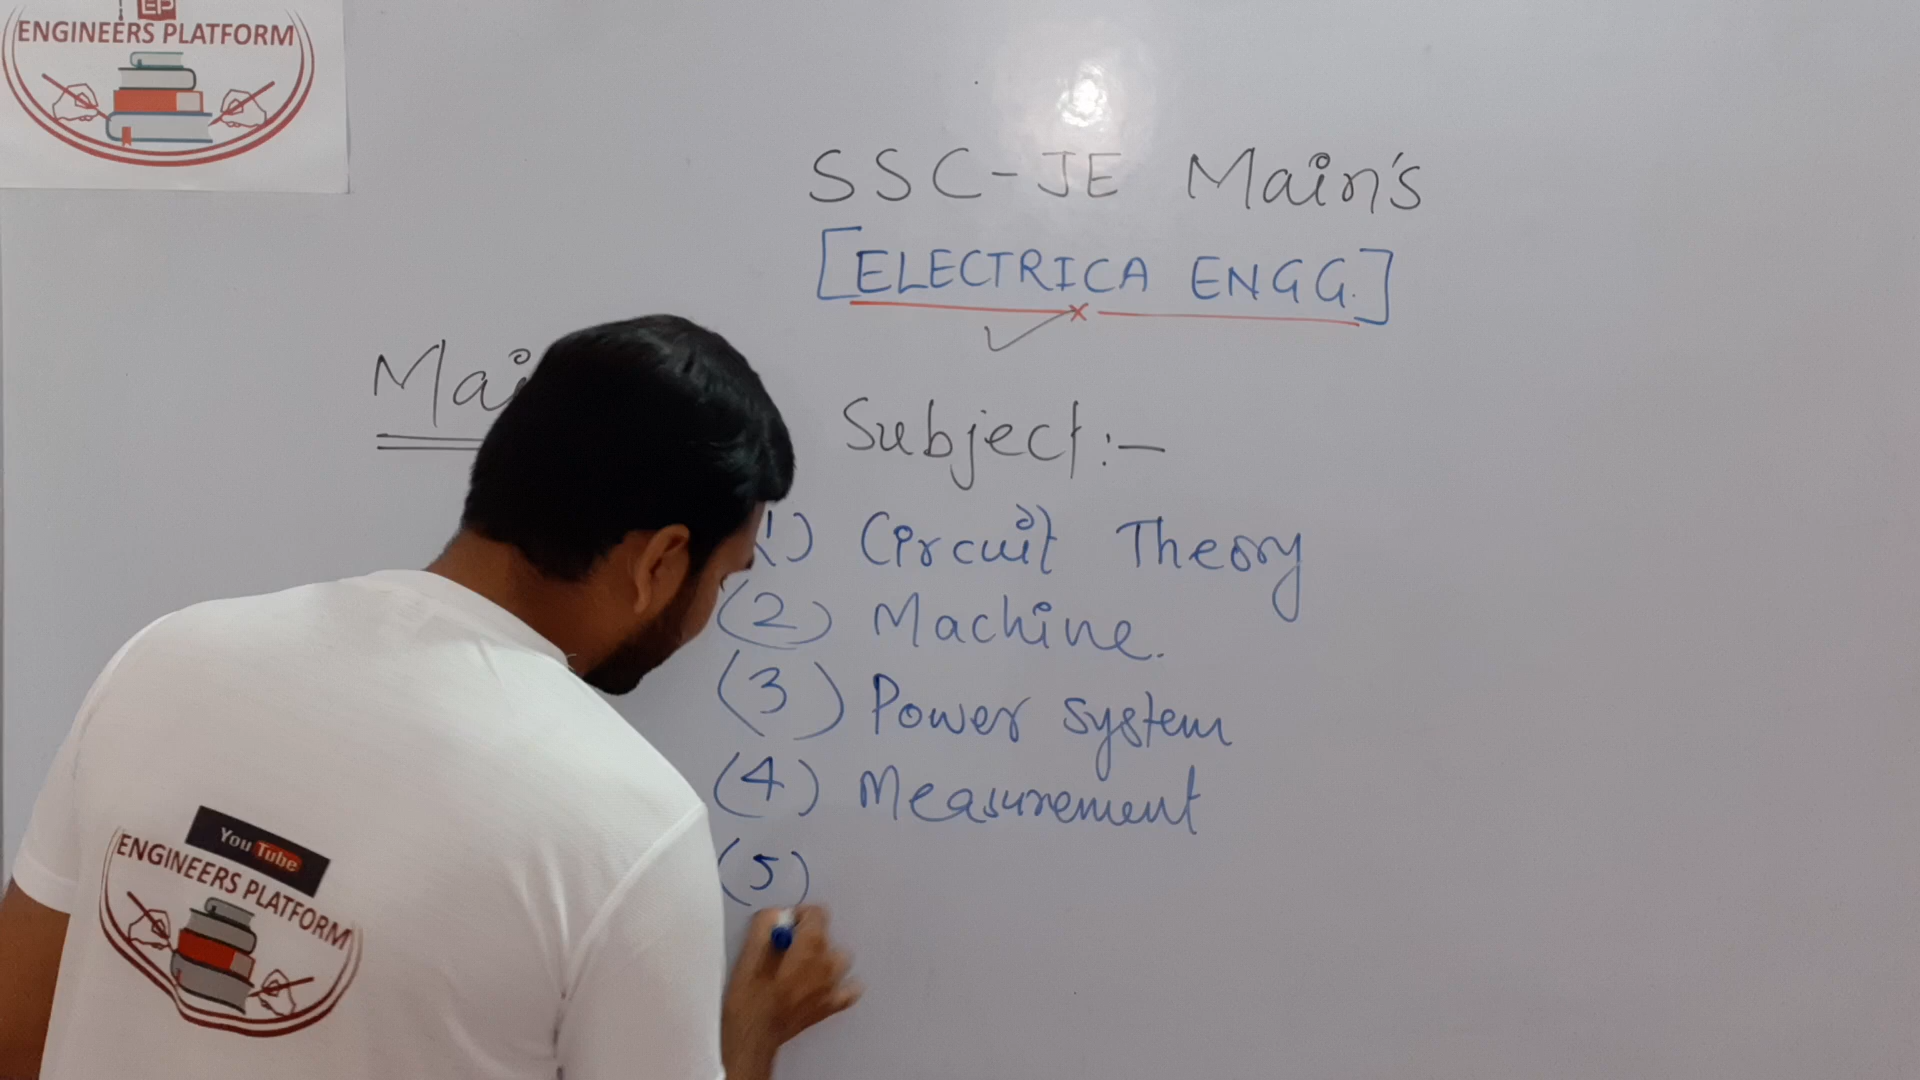 EP
ENGINEERS PLATFORM
SSC-JE Main's
[ELECTRICA ENGG.]
Subject:-
(1) Circuit Theory
(2) Machine.
(3) Power system
(4) Measurement
(5)
You Tube
ENGINEERS PLATFORM